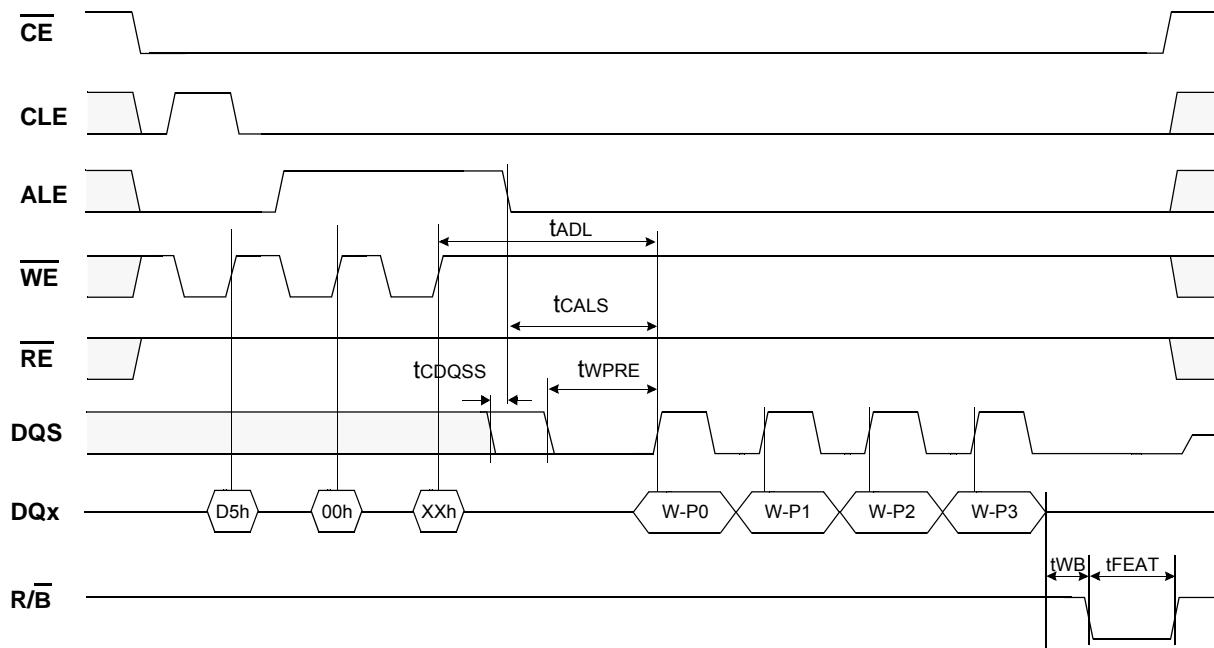 CE
CLE
ALE
tADL
WE
tCALS
RE
tCDQSS
tWPRE
DQS
DQx
D5h
00h
XXh
W-P0
W-P1
W-P2
W-P3
tWB
tFEAT
R/B